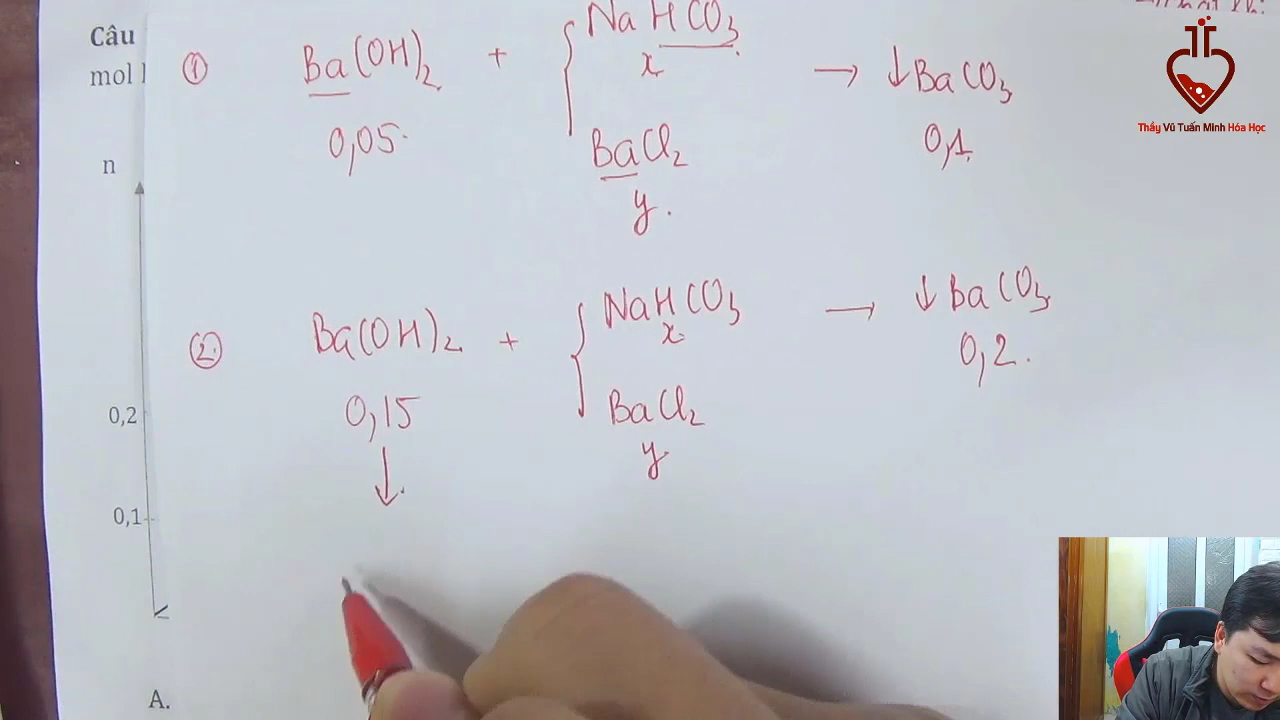 Câu
mol
① Ba(OH)₂ + { NaHCO₃ → ↓BaCO₃
0,05 x 0,1
BaCl₂
y.
Thầy Vũ Tuấn Minh Hóa Học
n
② Ba(OH)₂ + { NaHCO₃ → ↓BaCO₃
0,15 x 0,2.
BaCl₂
y
↓
0,2
0,1
A.